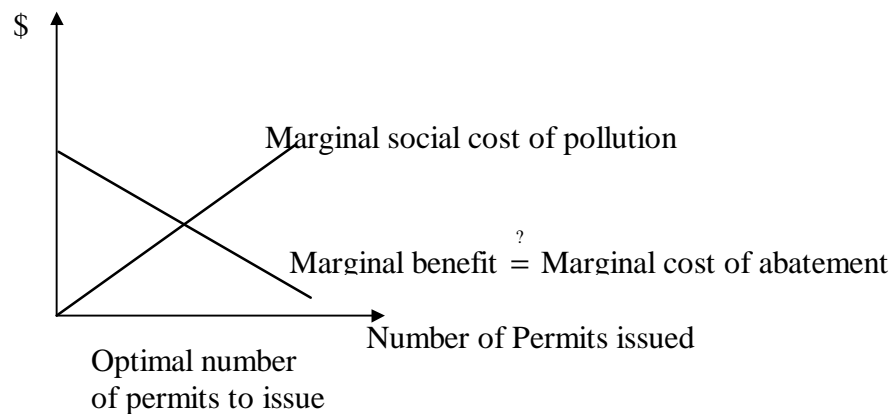 $
Marginal social cost of pollution
?
Marginal benefit = Marginal cost of abatement
Number of Permits issued
Optimal number
of permits to issue